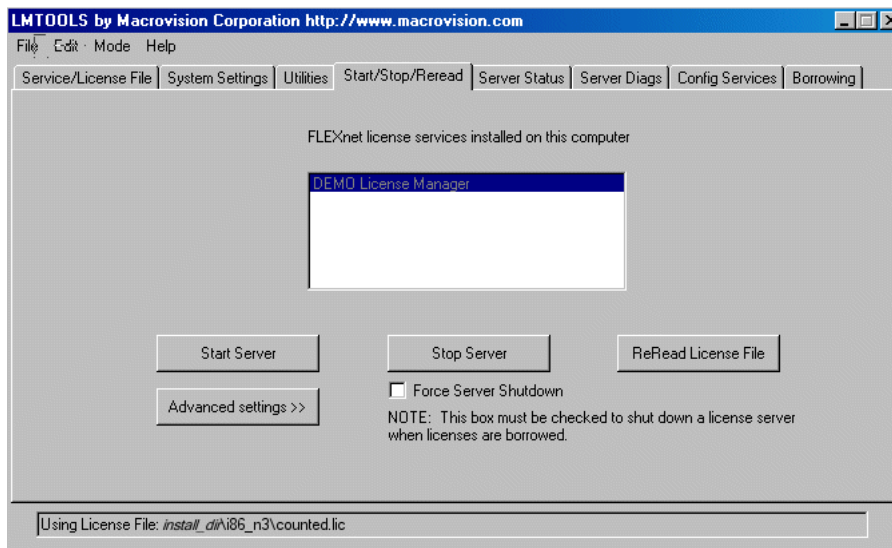 LMTOOLS by Macrovision Corporation http://www.macrovision.com
File Edit Mode Help
Service/License File System Settings Utilities Start/Stop/Reread Server Status Server Diags Config Services Borrowing
FLEXnet license services installed on this computer
DEMO License Manager
Start Server Stop Server ReRead License File
Advanced settings >> Force Server Shutdown
NOTE: This box must be checked to shut down a license server
when licenses are borrowed.
Using License File: install_dir\i86_n3\counted.lic